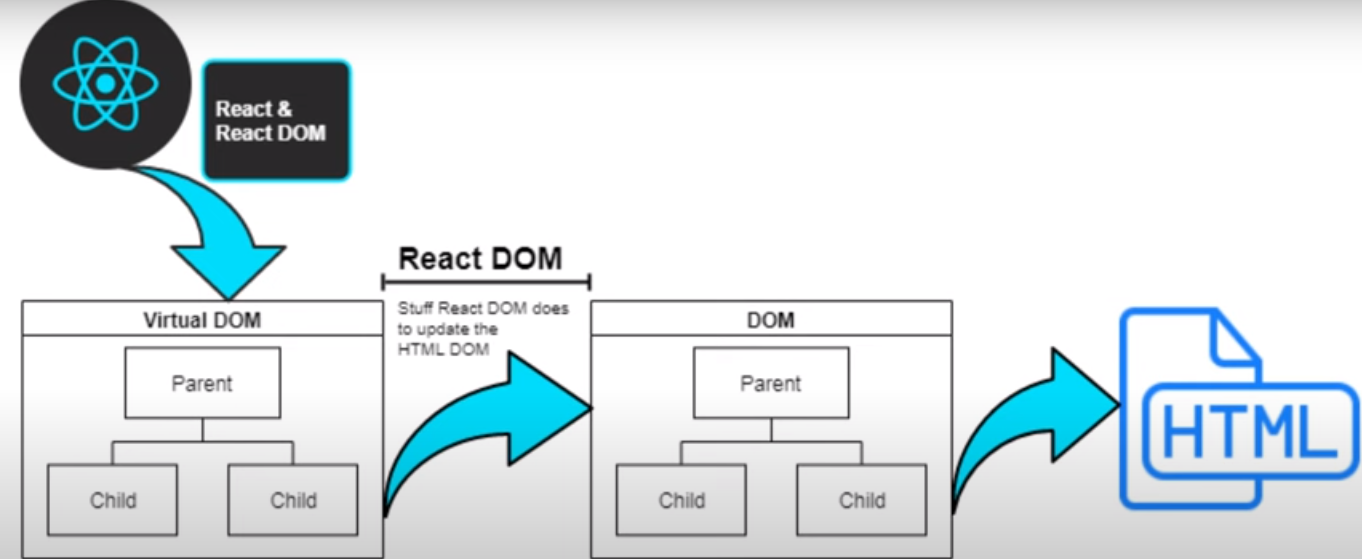 React &
React DOM
React DOM
Stuff React DOM does
to update the
HTML DOM
Virtual DOM
Parent
Child
Child
DOM
Parent
Child
Child
HTML